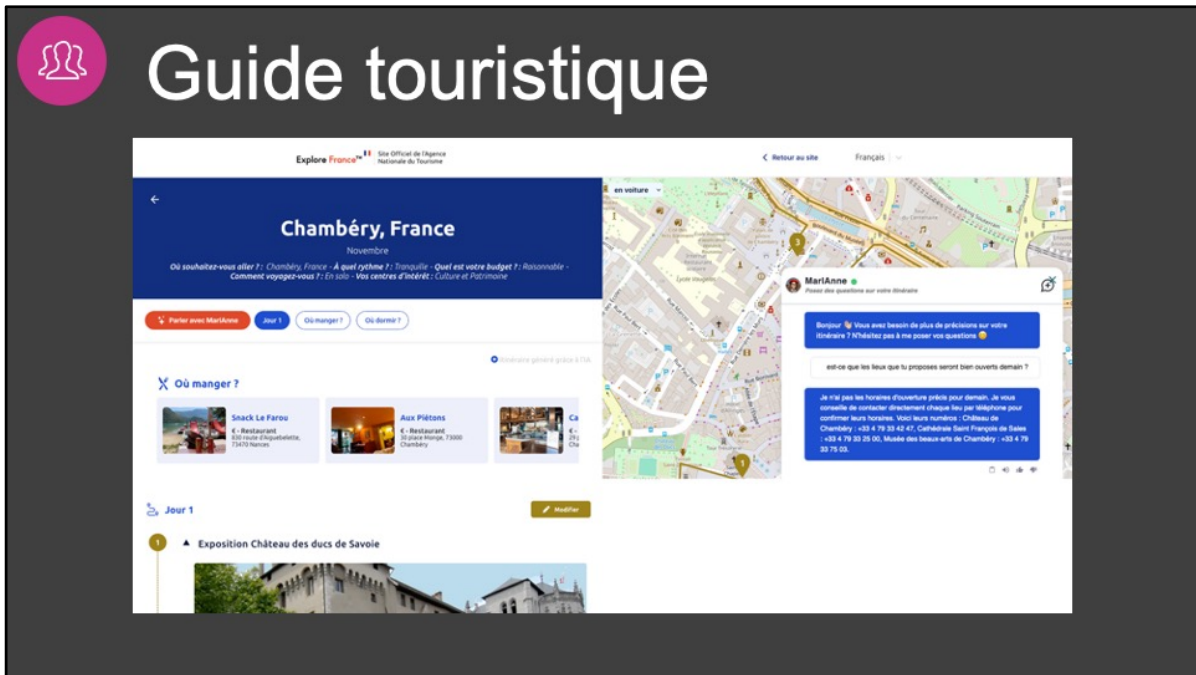 Guide touristique
Explore France™
Site Officiel de l'Agence
Nationale du Tourisme
Retour au site
Français
Chambéry, France
Novembre
Où souhaitez-vous aller ? : Chambéry, France - À quel rythme ? : Tranquille - Quel est votre budget ? : Raisonnable -
Comment voyagez-vous ? : En solo - Vos centres d'intérêt : Culture et Patrimoine
Parler avec MarIAnne
Jour 1
Où manger ?
Où dormir ?
Itinéraire généré grâce à l'IA
Où manger ?
Snack Le Farou
€ - Restaurant
830 route d'Aiguebelette,
73470 Nances
Aux Piétons
€ - Restaurant
30 place Monge, 73000
Chambéry
Ca
€ -
Jour 1
Modifier
1
Exposition Château des ducs de Savoie
en voiture
3
1
MarIAnne
Posez des questions sur votre itinéraire
Bonjour 👋 Vous avez besoin de plus de précisions sur votre
itinéraire ? N'hésitez pas à me poser vos questions 😊
est-ce que les lieux que tu proposes seront bien ouverts demain ?
Je n'ai pas les horaires d'ouverture précis pour demain. Je vous
conseille de contacter directement chaque lieu par téléphone pour
confirmer leurs horaires. Voici leurs numéros : Château de
Chambéry : +33 4 79 33 42 47, Cathédrale Saint François de Sales
: +33 4 79 33 25 00, Musée des beaux-arts de Chambéry : +33 4 79
33 75 03.